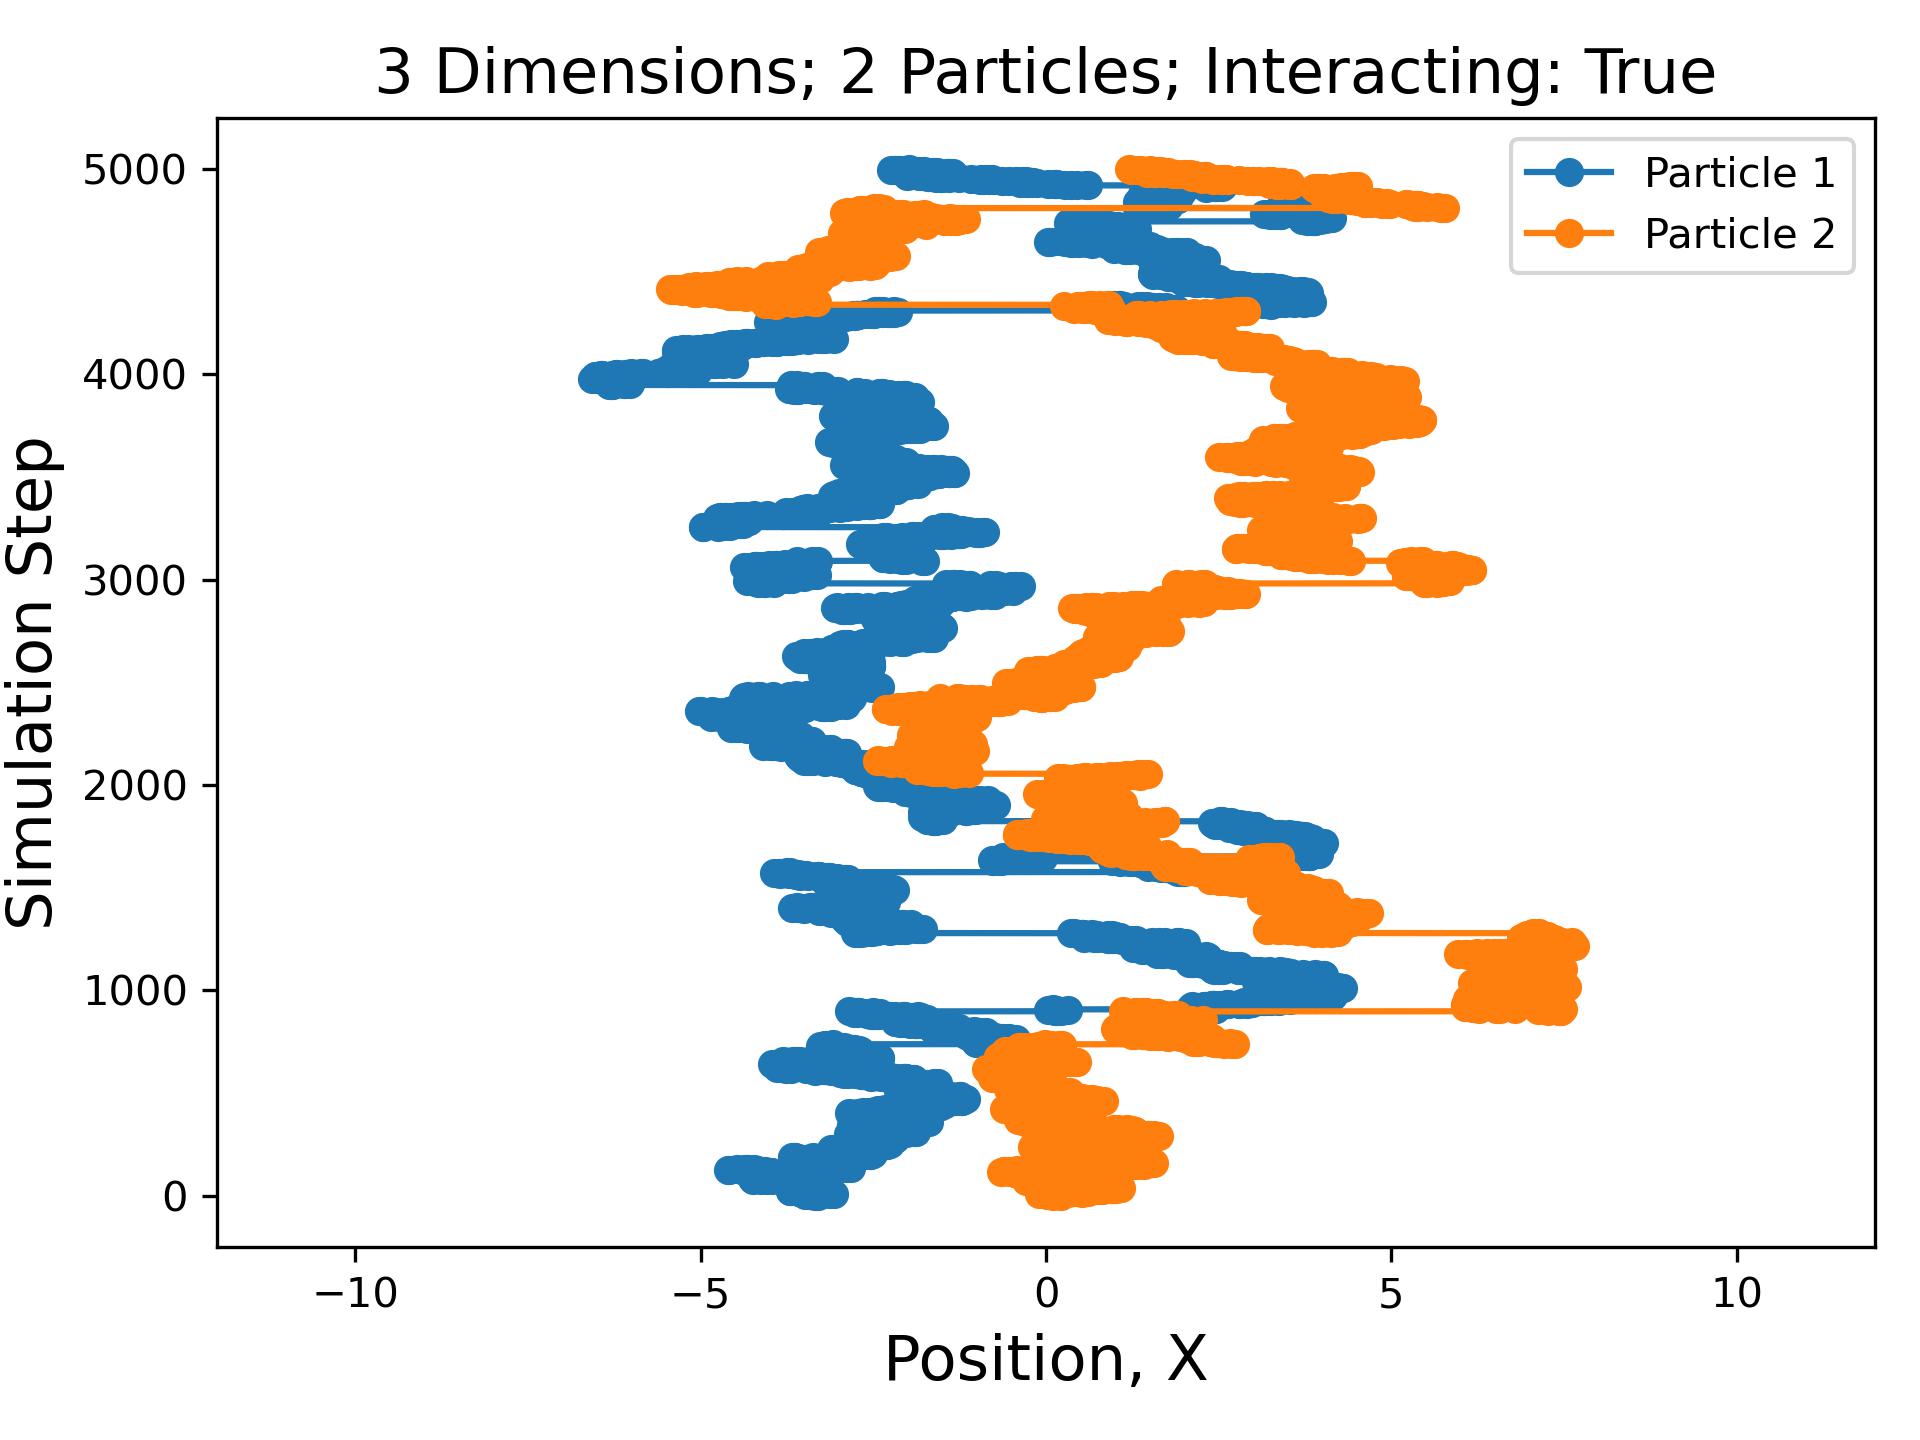 3 Dimensions; 2 Particles; Interacting: True
Particle 1
Particle 2
Simulation Step
5000
4000
3000
2000
1000
0
−10
−5
0
5
10
Position, X